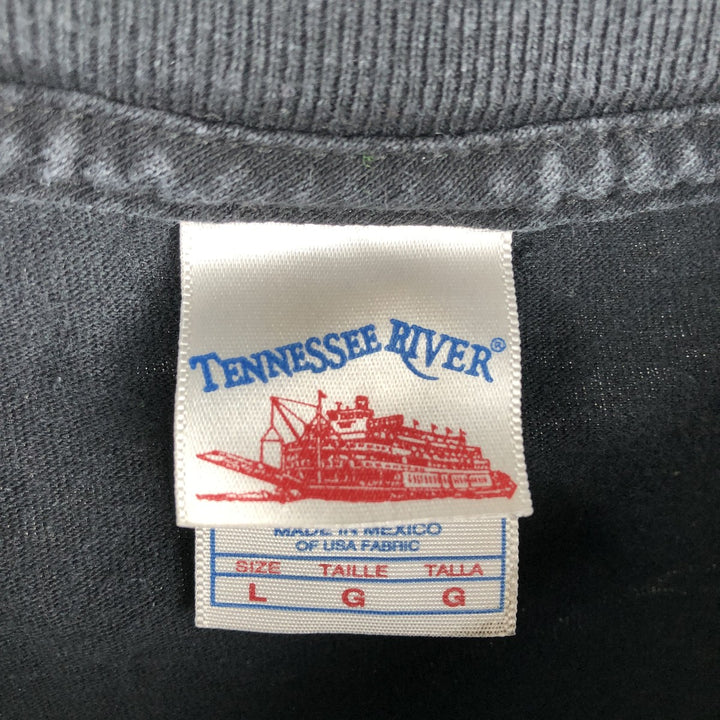 TENNESSEE RIVER®
MADE IN MEXICO
OF USA FABRIC
SIZE TAILLE TALLA
L G G